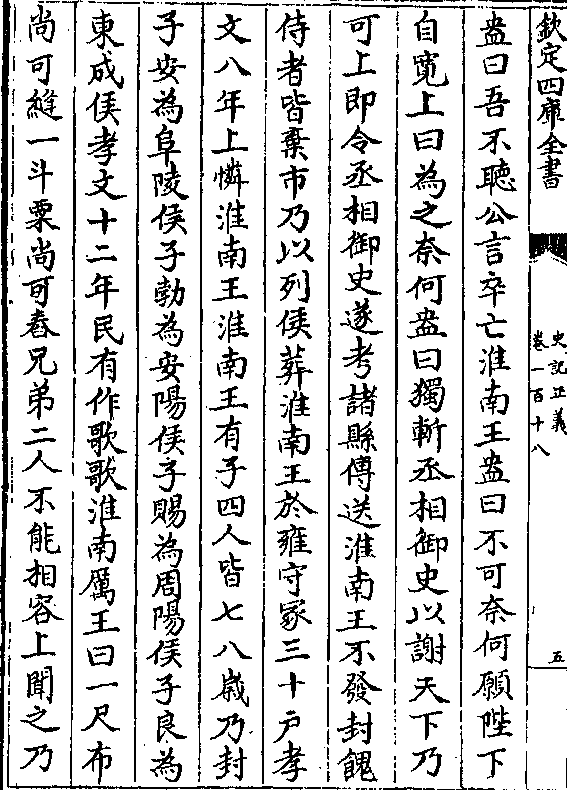 欽定四庫全書
史記正義
卷一百十八
五
盎曰吾不聽公言卒亡淮南王盎曰不可奈何願陛下
自寬上曰為之奈何盎曰獨斬丞相御史以謝天下乃
可上即令丞相御史遂考諸縣傳送淮南王不發封餽
侍者皆棄市乃以列侯葬淮南王於雍守冢三十戶孝
文八年上憐淮南王淮南王有子四人皆七八歲乃封
子安為阜陵侯子勃為安陽侯子賜為周陽侯子良為
東成侯孝文十二年民有作歌歌淮南厲王曰一尺布
尚可縫一斗粟尚可舂兄弟二人不能相容上聞之乃